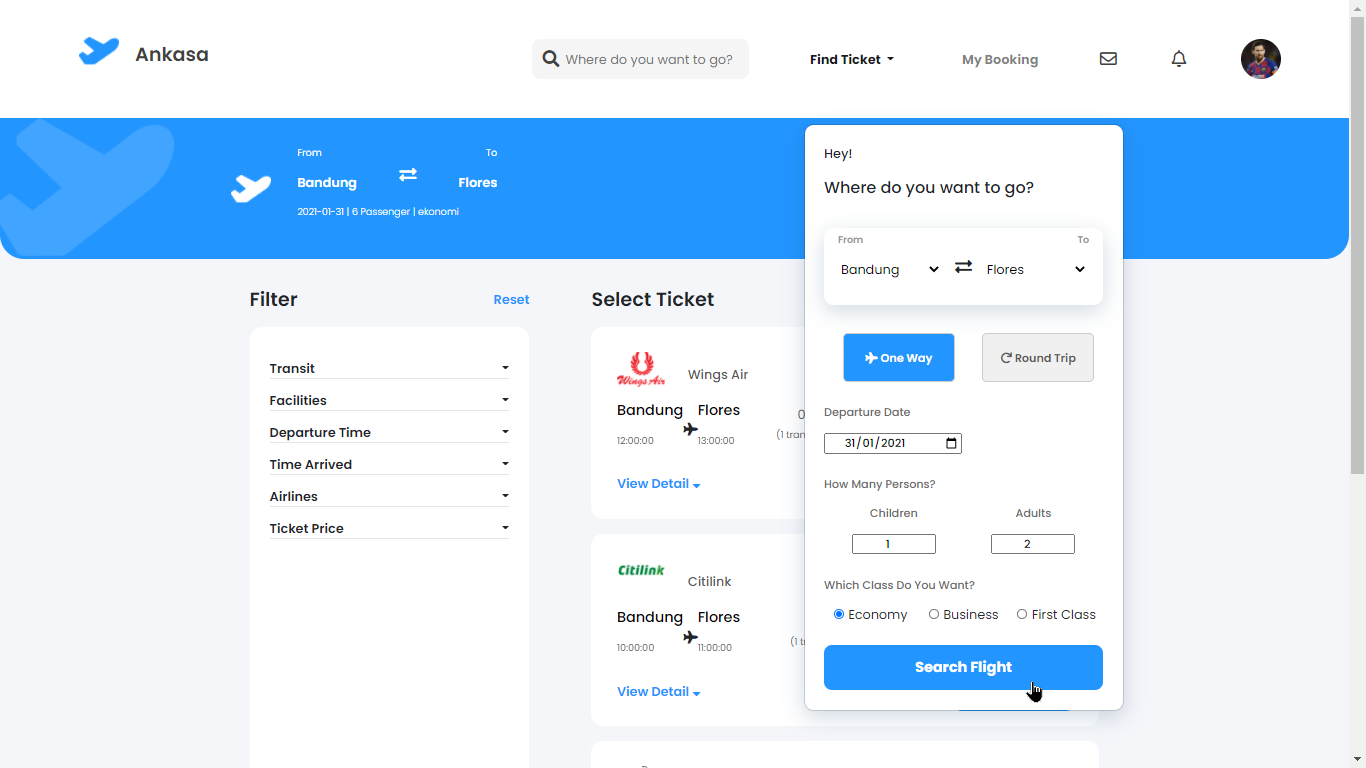 Ankasa
Where do you want to go?
Find Ticket
My Booking
From
To
Bandung
Flores
2021-01-31 | 6 Passenger | ekonomi
Filter
Reset
Transit
Facilities
Departure Time
Time Arrived
Airlines
Ticket Price
Select Ticket
Wings Air
Wings Air
Bandung
Flores
12:00:00
13:00:00
0
(1 tran
View Detail
Citilink
Citilink
Bandung
Flores
10:00:00
11:00:00
(1 t
View Detail
Hey!
Where do you want to go?
From
To
Bandung
Flores
One Way
Round Trip
Departure Date
31/01/2021
How Many Persons?
Children
Adults
1
2
Which Class Do You Want?
Economy
Business
First Class
Search Flight